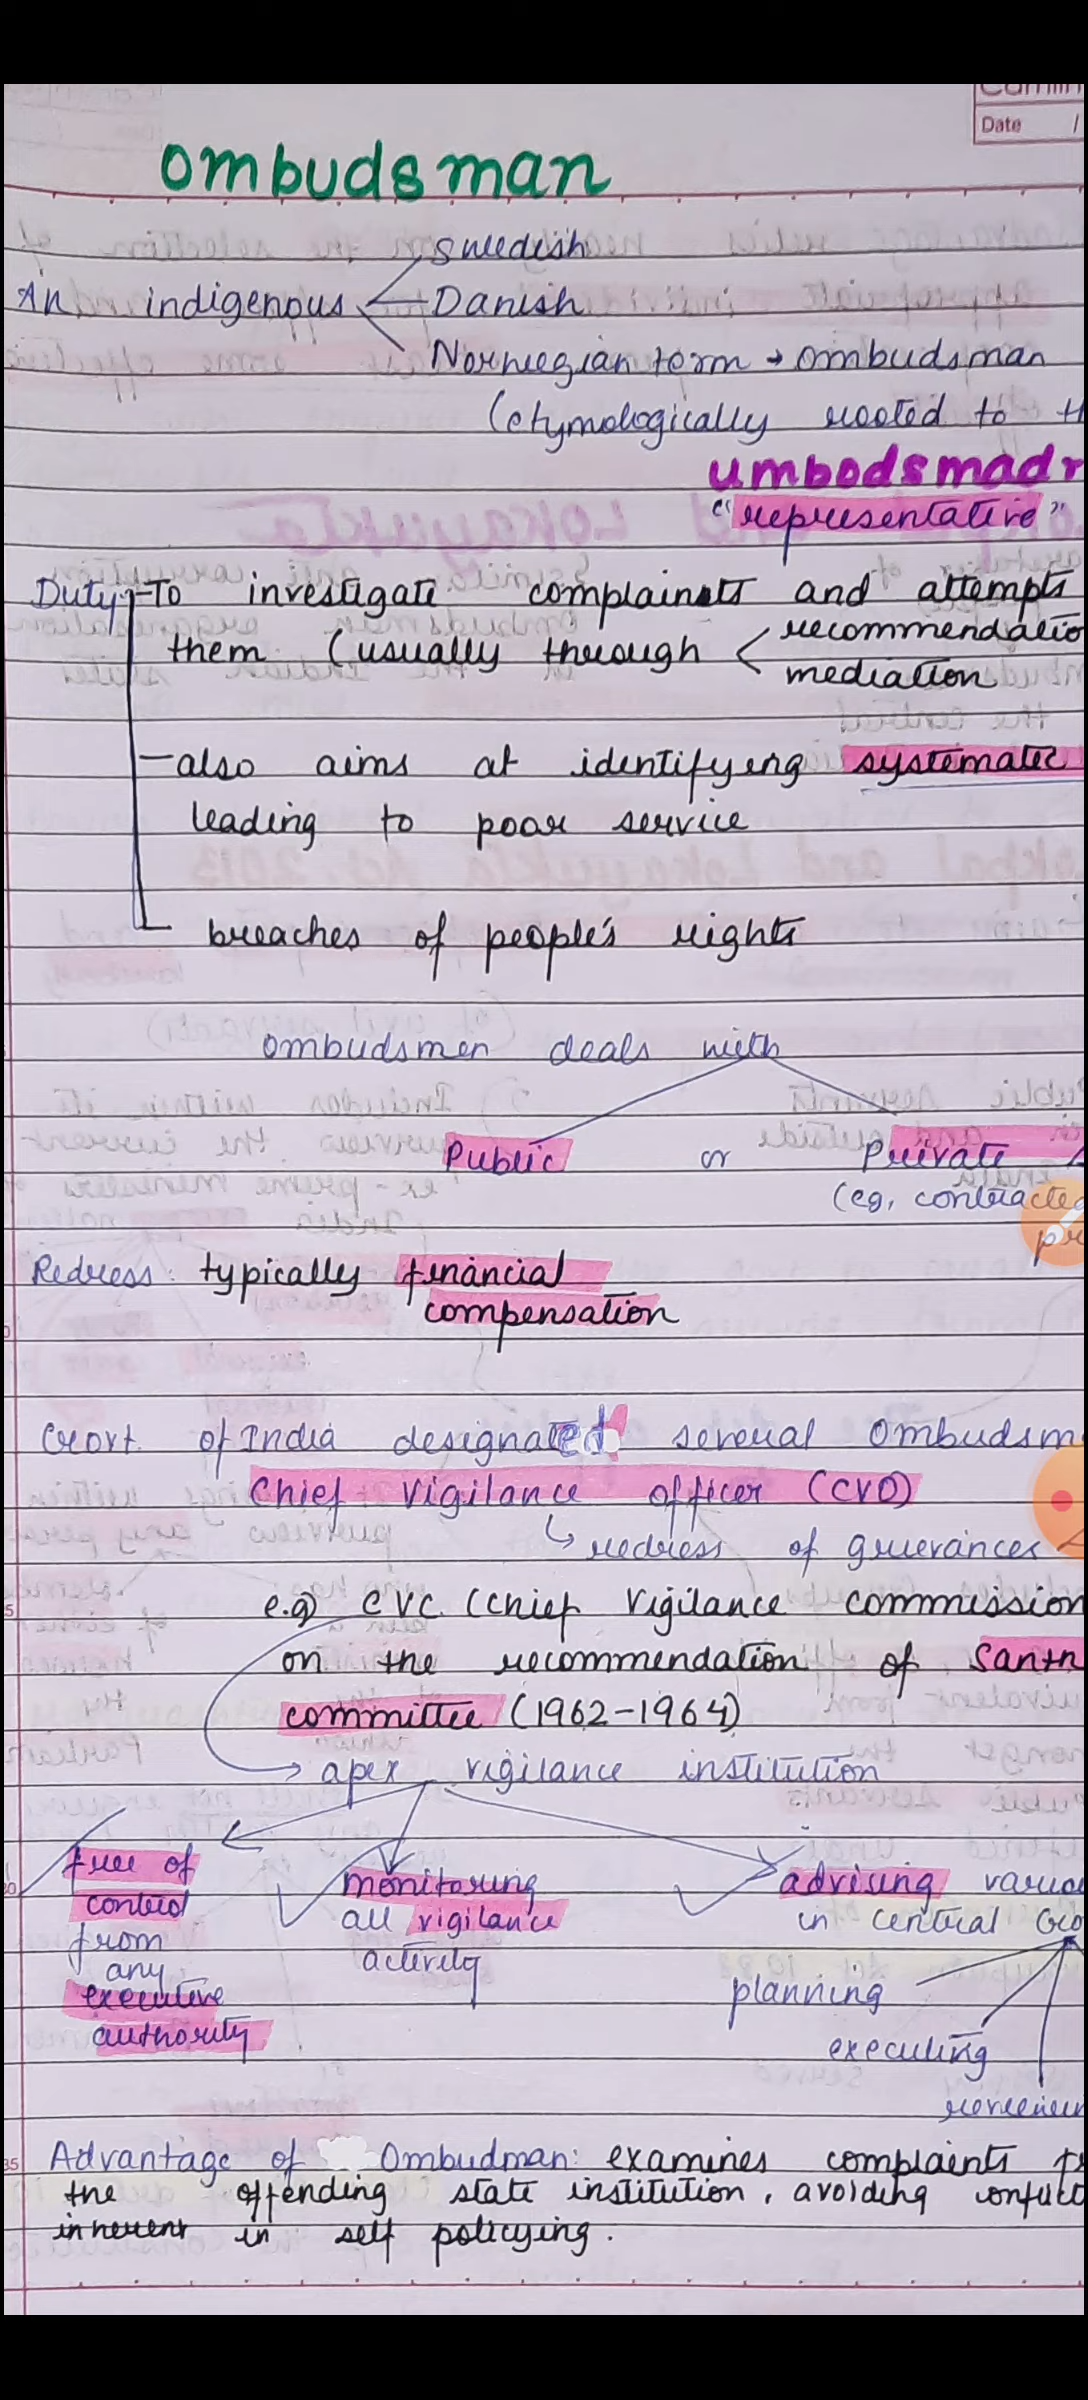 Date /
ombudsman
Swedish
An indigenous Danish
Norwegian term → ombudsman
(etymologically rooted to
umbodsmadr
"representative"
Duty - To investigate complaints and attempts
them (usually through recommendation
mediation
- also aims at identifying systematic
leading to poor service
breaches of people's rights
ombudsmen deals with
Public or Private
(eg, contracted
Redress: typically financial
compensation
Govt. of India designated several Ombudsm
Chief Vigilance officer (CVO)
↳ redress of grievances
e.g) CVC (Chief Vigilance commission
on the recommendation of Santh
committee (1962-1964)
→ apex vigilance institution
free of
control
from
any
executive
authority
monitoring
all vigilance
activity
advising
in central Go
planning
executing
Advantage of Ombudman: examines complaints
the offending state institution, avoiding conflict
inherent in self policying.